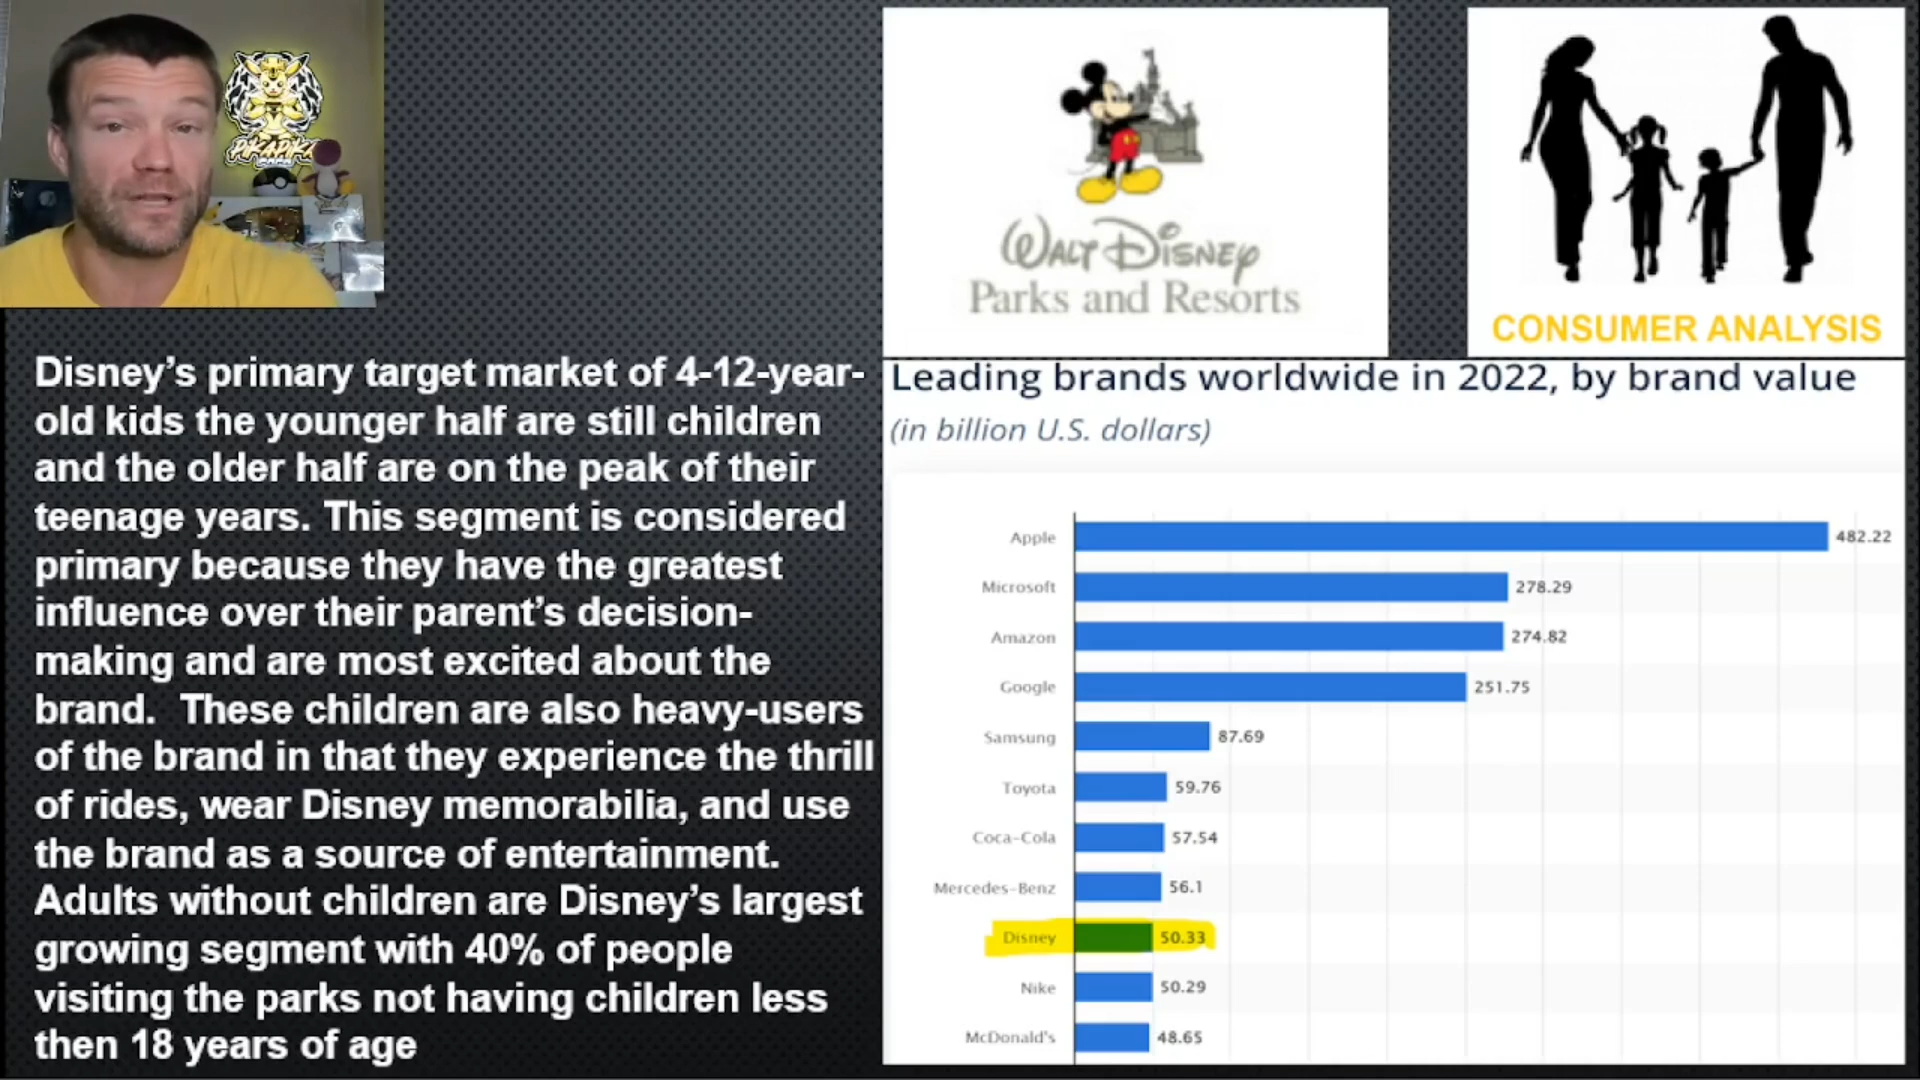 PIKAPIKA
PAPA
WALT DISNEY
Parks and Resorts
CONSUMER ANALYSIS
Disney’s primary target market of 4-12-year-
old kids the younger half are still children
and the older half are on the peak of their
teenage years. This segment is considered
primary because they have the greatest
influence over their parent’s decision-
making and are most excited about the
brand.  These children are also heavy-users
of the brand in that they experience the thrill
of rides, wear Disney memorabilia, and use
the brand as a source of entertainment.
Adults without children are Disney’s largest
growing segment with 40% of people
visiting the parks not having children less
then 18 years of age
Leading brands worldwide in 2022, by brand value
(in billion U.S. dollars)
Apple 482.22
Microsoft 278.29
Amazon 274.82
Google 251.75
Samsung 87.69
Toyota 59.76
Coca-Cola 57.54
Mercedes-Benz 56.1
Disney 50.33
Nike 50.29
McDonald's 48.65